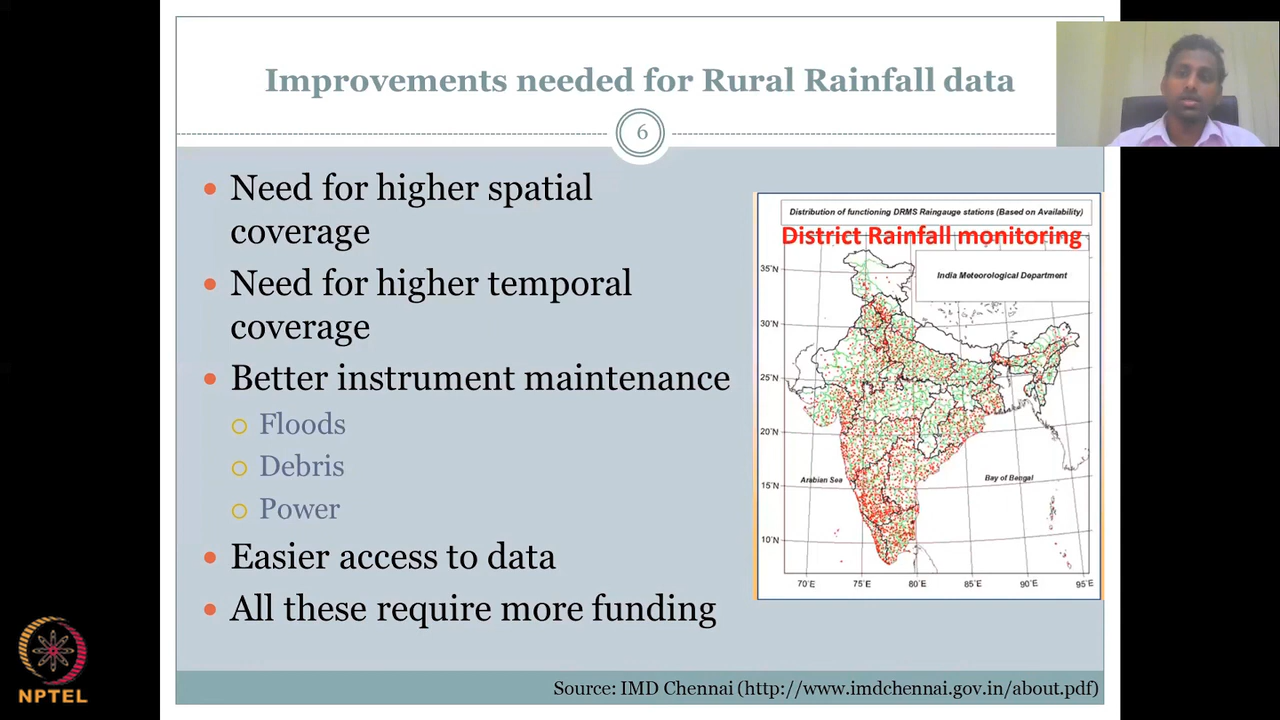 Improvements needed for Rural Rainfall data
6
• Need for higher spatial
coverage
• Need for higher temporal
coverage
• Better instrument maintenance
○ Floods
○ Debris
○ Power
• Easier access to data
• All these require more funding
Distribution of functioning DRMS Raingauge stations (Based on Availability)
District Rainfall monitoring
India Meteorological Department
35°N
30°N
25°N
20°N
15°N
10°N
Arabian Sea
Bay of Bengal
70°E 75°E 80°E 85°E 90°E 95°E
Source: IMD Chennai (http://www.imdchennai.gov.in/about.pdf)
NPTEL